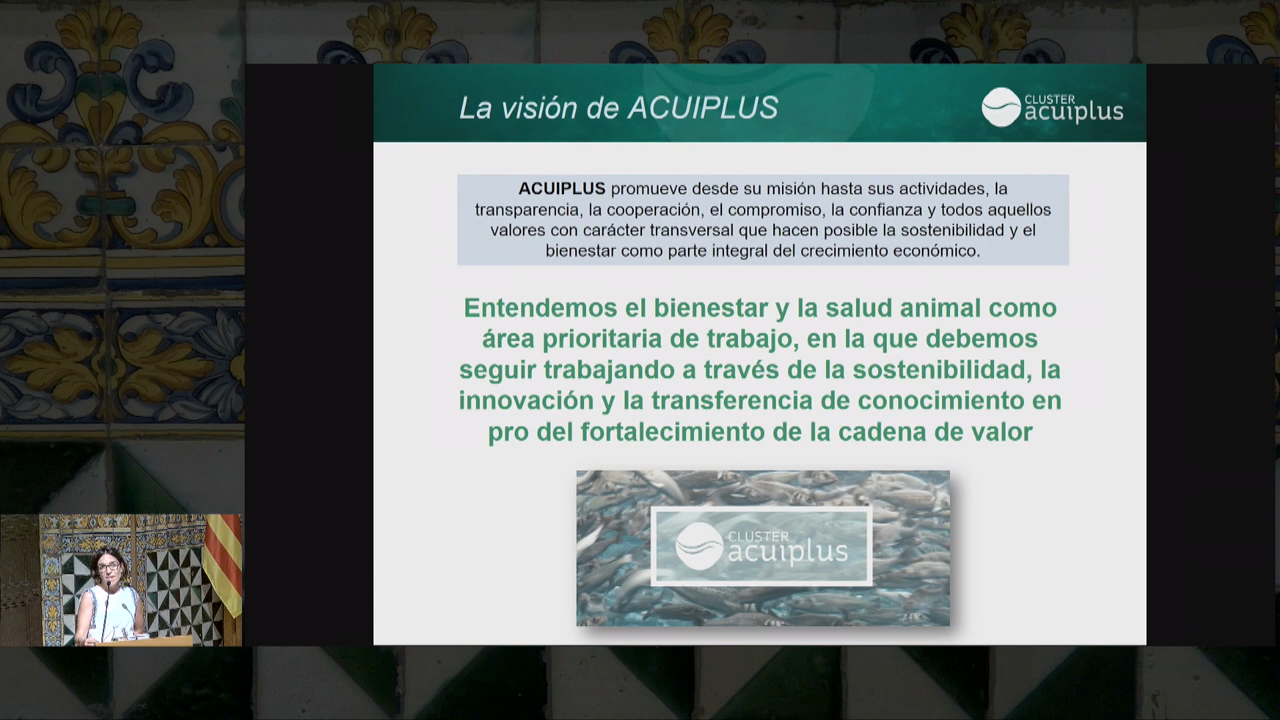 La visión de ACUIPLUS
CLUSTER
acuiplus
ACUIPLUS promueve desde su misión hasta sus actividades, la
transparencia, la cooperación, el compromiso, la confianza y todos aquellos
valores con carácter transversal que hacen posible la sostenibilidad y el
bienestar como parte integral del crecimiento económico.
Entendemos el bienestar y la salud animal como
área prioritaria de trabajo, en la que debemos
seguir trabajando a través de la sostenibilidad, la
innovación y la transferencia de conocimiento en
pro del fortalecimiento de la cadena de valor
CLUSTER
acuiplus